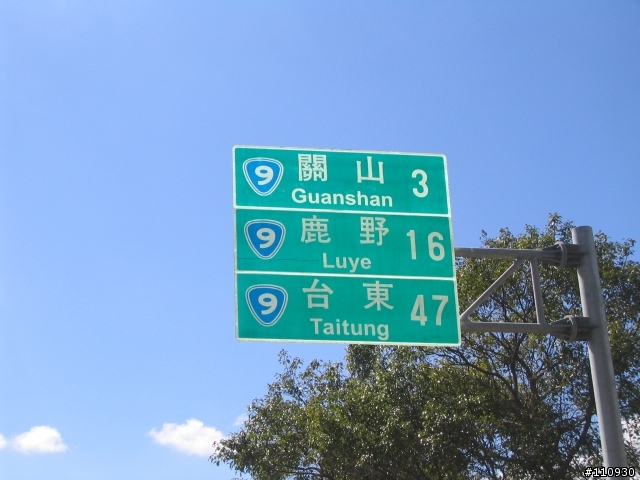 9 關山 3
Guanshan
9 鹿野 16
Luye
9 台東 47
Taitung
#110930